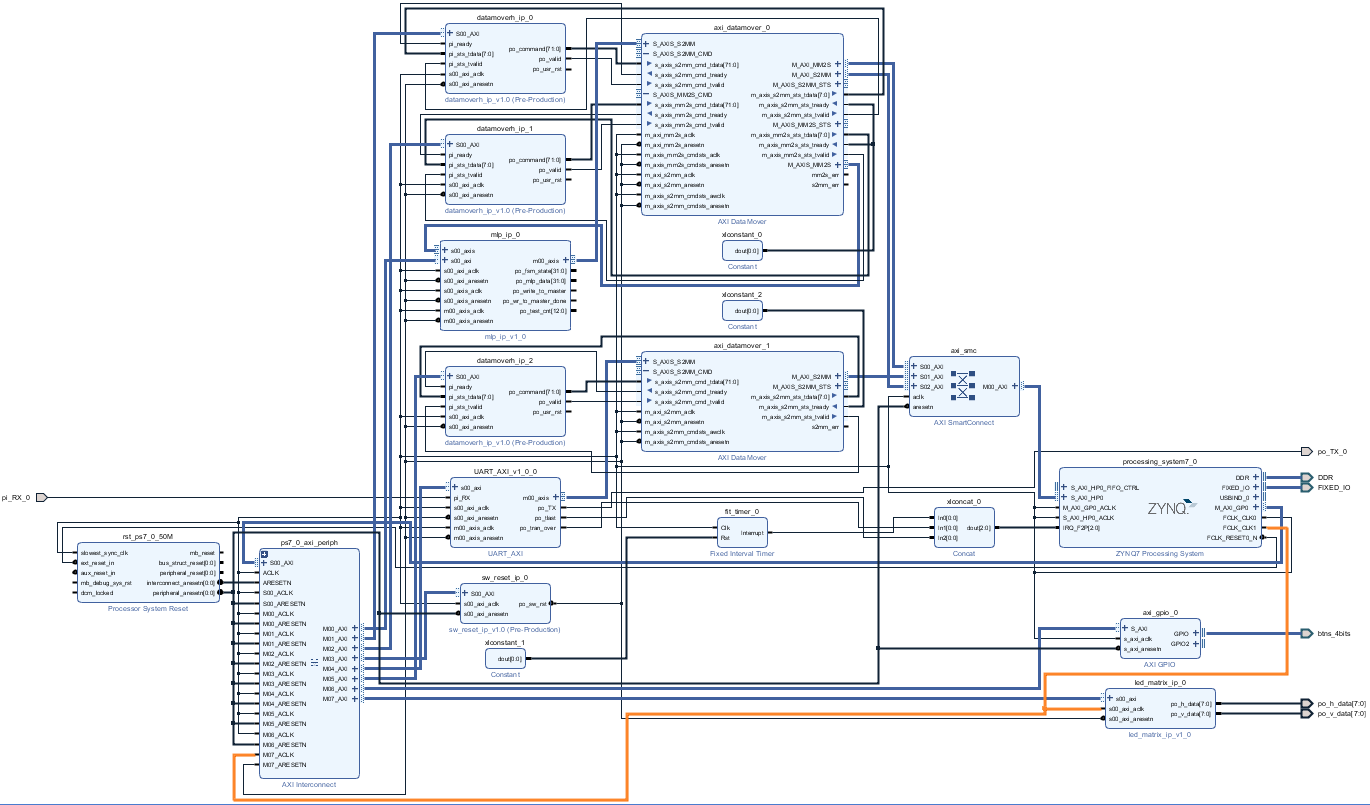 datamoverh_ip_0
S00_AXI
pi_ready
pi_sts_tdata[7:0]
pi_sts_tvalid
s00_axi_aclk
s00_axi_aresetn
po_command[71:0]
po_valid
po_usr_rst
datamoverh_ip_v1.0 (Pre-Production)
axi_datamover_0
S_AXIS_S2MM
S_AXIS_S2MM_CMD
s_axis_s2mm_cmd_tdata[71:0]
s_axis_s2mm_cmd_tready
s_axis_s2mm_cmd_tvalid
S_AXIS_MM2S_CMD
s_axis_mm2s_cmd_tdata[71:0]
s_axis_mm2s_cmd_tready
s_axis_mm2s_cmd_tvalid
m_axi_mm2s_aclk
m_axi_mm2s_aresetn
m_axis_mm2s_cmdsts_aclk
m_axis_mm2s_cmdsts_aresetn
m_axi_s2mm_aclk
m_axi_s2mm_aresetn
m_axis_s2mm_cmdsts_awclk
m_axis_s2mm_cmdsts_aresetn
M_AXI_MM2S
M_AXI_S2MM
M_AXIS_S2MM_STS
m_axis_s2mm_sts_tdata[7:0]
m_axis_s2mm_sts_tready
m_axis_s2mm_sts_tvalid
M_AXIS_MM2S_STS
m_axis_mm2s_sts_tdata[7:0]
m_axis_mm2s_sts_tready
m_axis_mm2s_sts_tvalid
M_AXIS_MM2S
mm2s_err
s2mm_err
AXI DataMover
datamoverh_ip_1
S00_AXI
pi_ready
pi_sts_tdata[7:0]
pi_sts_tvalid
s00_axi_aclk
s00_axi_aresetn
po_command[71:0]
po_valid
po_usr_rst
datamoverh_ip_v1.0 (Pre-Production)
xlconstant_0
dout[0:0]
Constant
mlp_ip_0
s00_axis
s00_axi
s00_axi_aclk
s00_axi_aresetn
s00_axis_aclk
s00_axis_aresetn
m00_axis_aclk
m00_axis_aresetn
m00_axis
po_fsm_stata[31:0]
po_mlp_data[31:0]
po_write_to_master
po_wr_to_master_done
po_test_cnt[12:0]
mlp_ip_v1_0
xlconstant_2
dout[0:0]
Constant
datamoverh_ip_2
S00_AXI
pi_ready
pi_sts_tdata[7:0]
pi_sts_tvalid
s00_axi_aclk
s00_axi_aresetn
po_command[71:0]
po_valid
po_usr_rst
datamoverh_ip_v1.0 (Pre-Production)
axi_datamover_1
S_AXIS_S2MM
S_AXIS_S2MM_CMD
s_axis_s2mm_cmd_tdata[71:0]
s_axis_s2mm_cmd_tready
s_axis_s2mm_cmd_tvalid
m_axi_s2mm_aclk
m_axi_s2mm_aresetn
m_axis_s2mm_cmdsts_awclk
m_axis_s2mm_cmdsts_aresetn
M_AXI_S2MM
M_AXIS_S2MM_STS
m_axis_s2mm_sts_tdata[7:0]
m_axis_s2mm_sts_tready
m_axis_s2mm_sts_tvalid
s2mm_err
AXI DataMover
axi_smc
S00_AXI
S01_AXI
S02_AXI
aclk
aresetn
M00_AXI
AXI SmartConnect
pi_RX_0
UART_AXI_v1_0_0
s00_axi
pi_RX
s00_axi_aclk
s00_axi_aresetn
m00_axis_aclk
m00_axis_aresetn
m00_axis
po_TX
po_tlast
po_tran_over
UART_AXI
fit_timer_0
Clk
Rst
Interrupt
Fixed Interval Timer
xlconcat_0
In0[0:0]
In1[0:0]
In2[0:0]
dout[2:0]
Concat
processing_system7_0
S_AXI_HP0_FIFO_CTRL
S_AXI_HP0
M_AXI_GP0_ACLK
S_AXI_HP0_ACLK
IRQ_F2P[2:0]
ZYNQ
DDR
FIXED_IO
USBIND_0
M_AXI_GP0
FCLK_CLK0
FCLK_CLK1
FCLK_RESET0_N
ZYNQ7 Processing System
po_TX_0
DDR
FIXED_IO
rst_ps7_0_50M
slowest_sync_clk
ext_reset_in
aux_reset_in
mb_debug_sys_rst
dcm_locked
mb_reset
bus_struct_reset[0:0]
peripheral_reset[0:0]
interconnect_aresetn[0:0]
peripheral_aresetn[0:0]
Processor System Reset
ps7_0_axi_periph
S00_AXI
ACLK
ARESETN
S00_ACLK
S00_ARESETN
M00_ACLK
M00_ARESETN
M01_ACLK
M01_ARESETN
M02_ACLK
M02_ARESETN
M03_ACLK
M03_ARESETN
M04_ACLK
M04_ARESETN
M05_ACLK
M05_ARESETN
M06_ACLK
M06_ARESETN
M07_ACLK
M07_ARESETN
M00_AXI
M01_AXI
M02_AXI
M03_AXI
M04_AXI
M05_AXI
M06_AXI
M07_AXI
AXI Interconnect
sw_reset_ip_0
S00_AXI
s00_axi_aclk
s00_axi_aresetn
po_sw_rst
sw_reset_ip_v1.0 (Pre-Production)
xlconstant_1
dout[0:0]
Constant
axi_gpio_0
S_AXI
s_axi_aclk
s_axi_aresetn
GPIO
GPIO2
AXI GPIO
btns_4bits
led_matrix_ip_0
s00_axi
s00_axi_aclk
s00_axi_aresetn
po_h_data[7:0]
po_v_data[7:0]
led_matrix_ip_v1_0
po_h_data[7:0]
po_v_data[7:0]